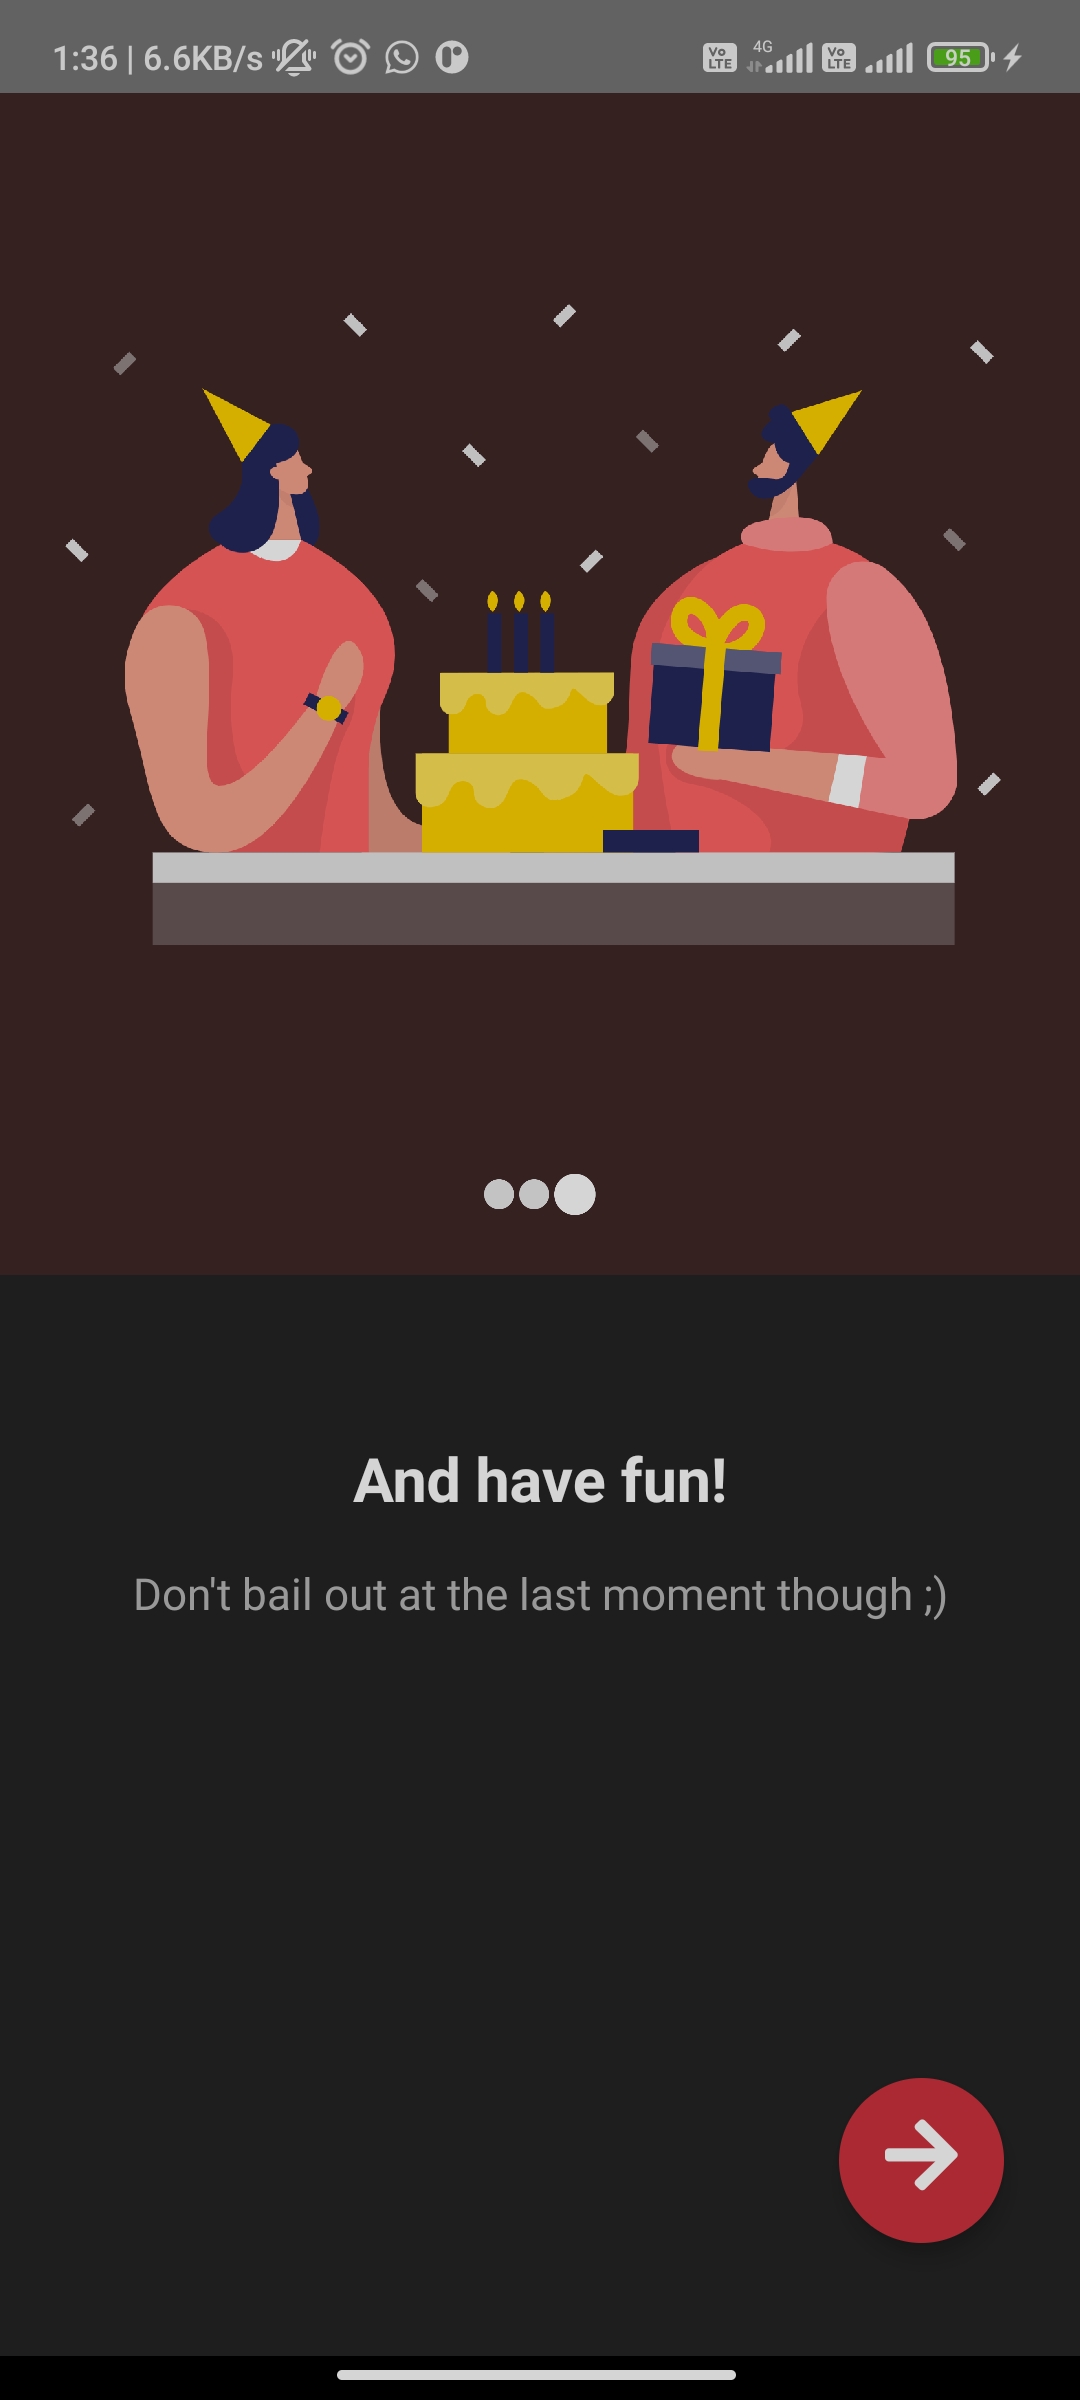 1:36 | 6.6KB/s Vo LTE 4G Vo LTE 95
And have fun!
Don't bail out at the last moment though ;)